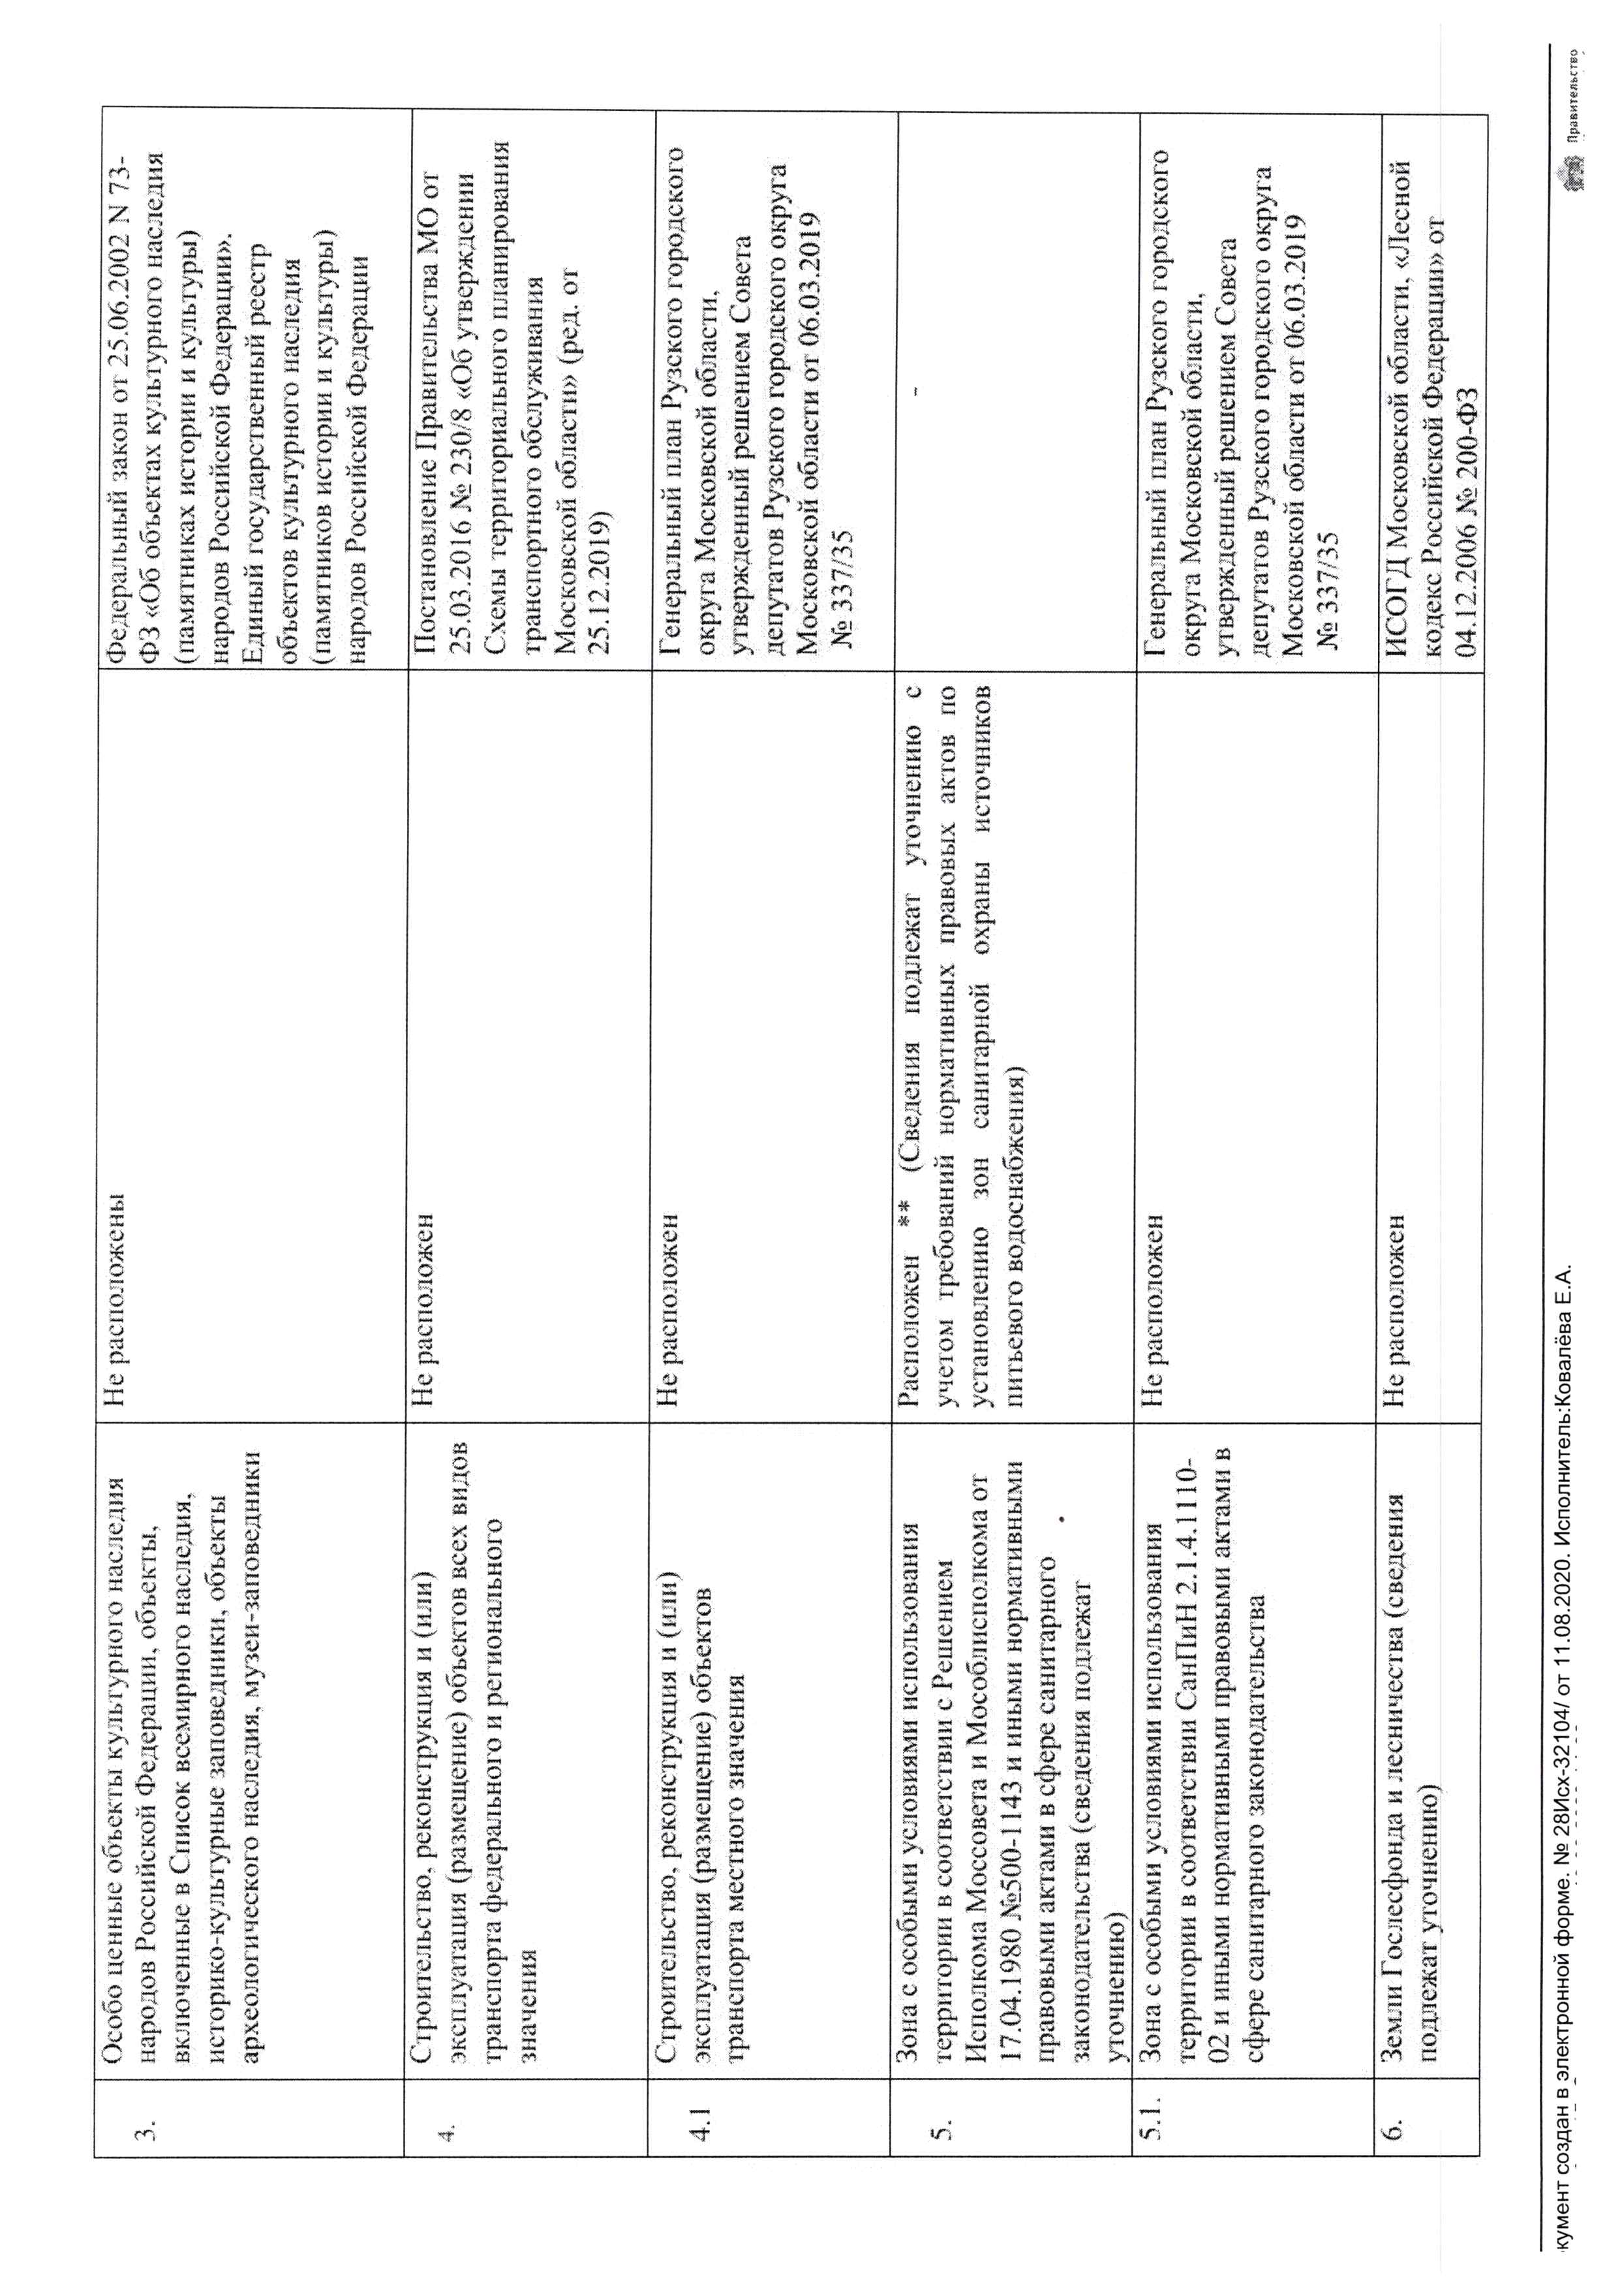 3.
Особо ценные объекты культурного наследия
народов Российской Федерации, объекты,
включенные в Список всемирного наследия,
историко-культурные заповедники, объекты
археологического наследия, музеи-заповедники
Не расположены
Федеральный закон от 25.06.2002 N 73-
ФЗ «Об объектах культурного наследия
(памятниках истории и культуры)
народов Российской Федерации».
Единый государственный реестр
объектов культурного наследия
(памятников истории и культуры)
народов Российской Федерации
4.
Строительство, реконструкция и (или)
эксплуатация (размещение) объектов всех видов
транспорта федерального и регионального
значения
Не расположен
Постановление Правительства МО от
25.03.2016 № 230/8 «Об утверждении
Схемы территориального планирования
транспортного обслуживания
Московской области» (ред. от
25.12.2019)
4.1
Строительство, реконструкция и (или)
эксплуатация (размещение) объектов
транспорта местного значения
Не расположен
Генеральный план Рузского городского
округа Московской области,
утвержденный решением Совета
депутатов Рузского городского округа
Московской области от 06.03.2019
№ 337/35
5.
Зона с особыми условиями использования
территории в соответствии с Решением
Исполкома Моссовета и Мособлисполкома от
17.04.1980 №500-1143 и иными нормативными
правовыми актами в сфере санитарного
законодательства (сведения подлежат
уточнению)
Расположен ** (Сведения подлежат уточнению с
учетом требований нормативных правовых актов по
установлению зон санитарной охраны источников
питьевого водоснабжения)
-
5.1.
Зона с особыми условиями использования
территории в соответствии СанПиН 2.1.4.1110-
02 и иными нормативными правовыми актами в
сфере санитарного законодательства
Не расположен
Генеральный план Рузского городского
округа Московской области,
утвержденный решением Совета
депутатов Рузского городского округа
Московской области от 06.03.2019
№ 337/35
6.
Земли Гослесфонда и лесничества (сведения
подлежат уточнению)
Не расположен
ИСОГД Московской области, «Лесной
кодекс Российской Федерации» от
04.12.2006 № 200-ФЗ
кумент создан в электронной форме. № 28Исх-32104/ от 11.08.2020. Исполнитель:Ковалёва Е.А.
Правительство